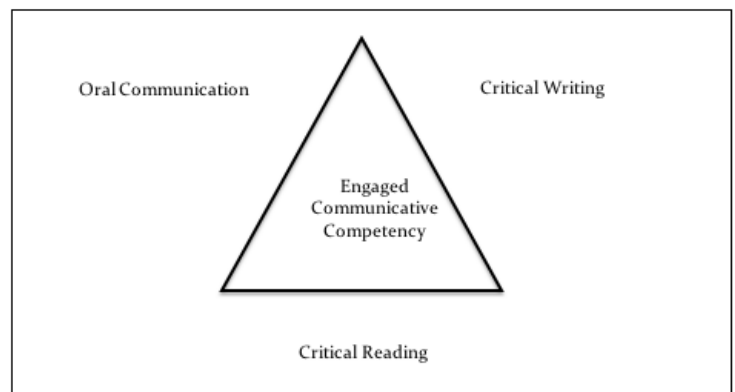 Oral Communication
Critical Writing
Engaged
Communicative
Competency
Critical Reading